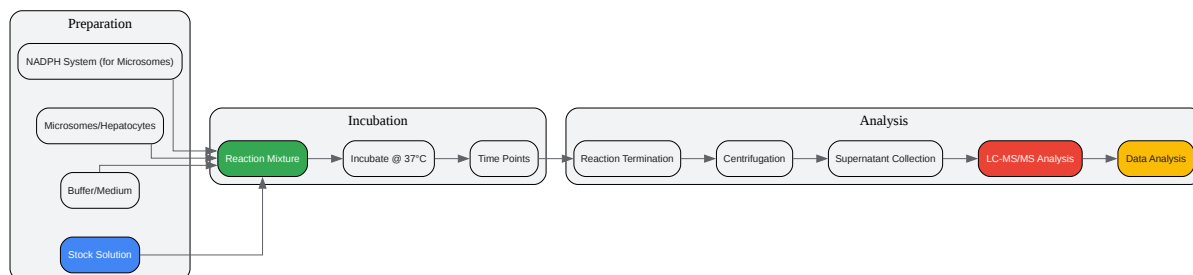 Preparation
NADPH System (for Microsomes)
Microsomes/Hepatocytes
Buffer/Medium
Stock Solution
Incubation
Reaction Mixture
Incubate @ 37°C
Time Points
Analysis
Reaction Termination
Centrifugation
Supernatant Collection
LC-MS/MS Analysis
Data Analysis